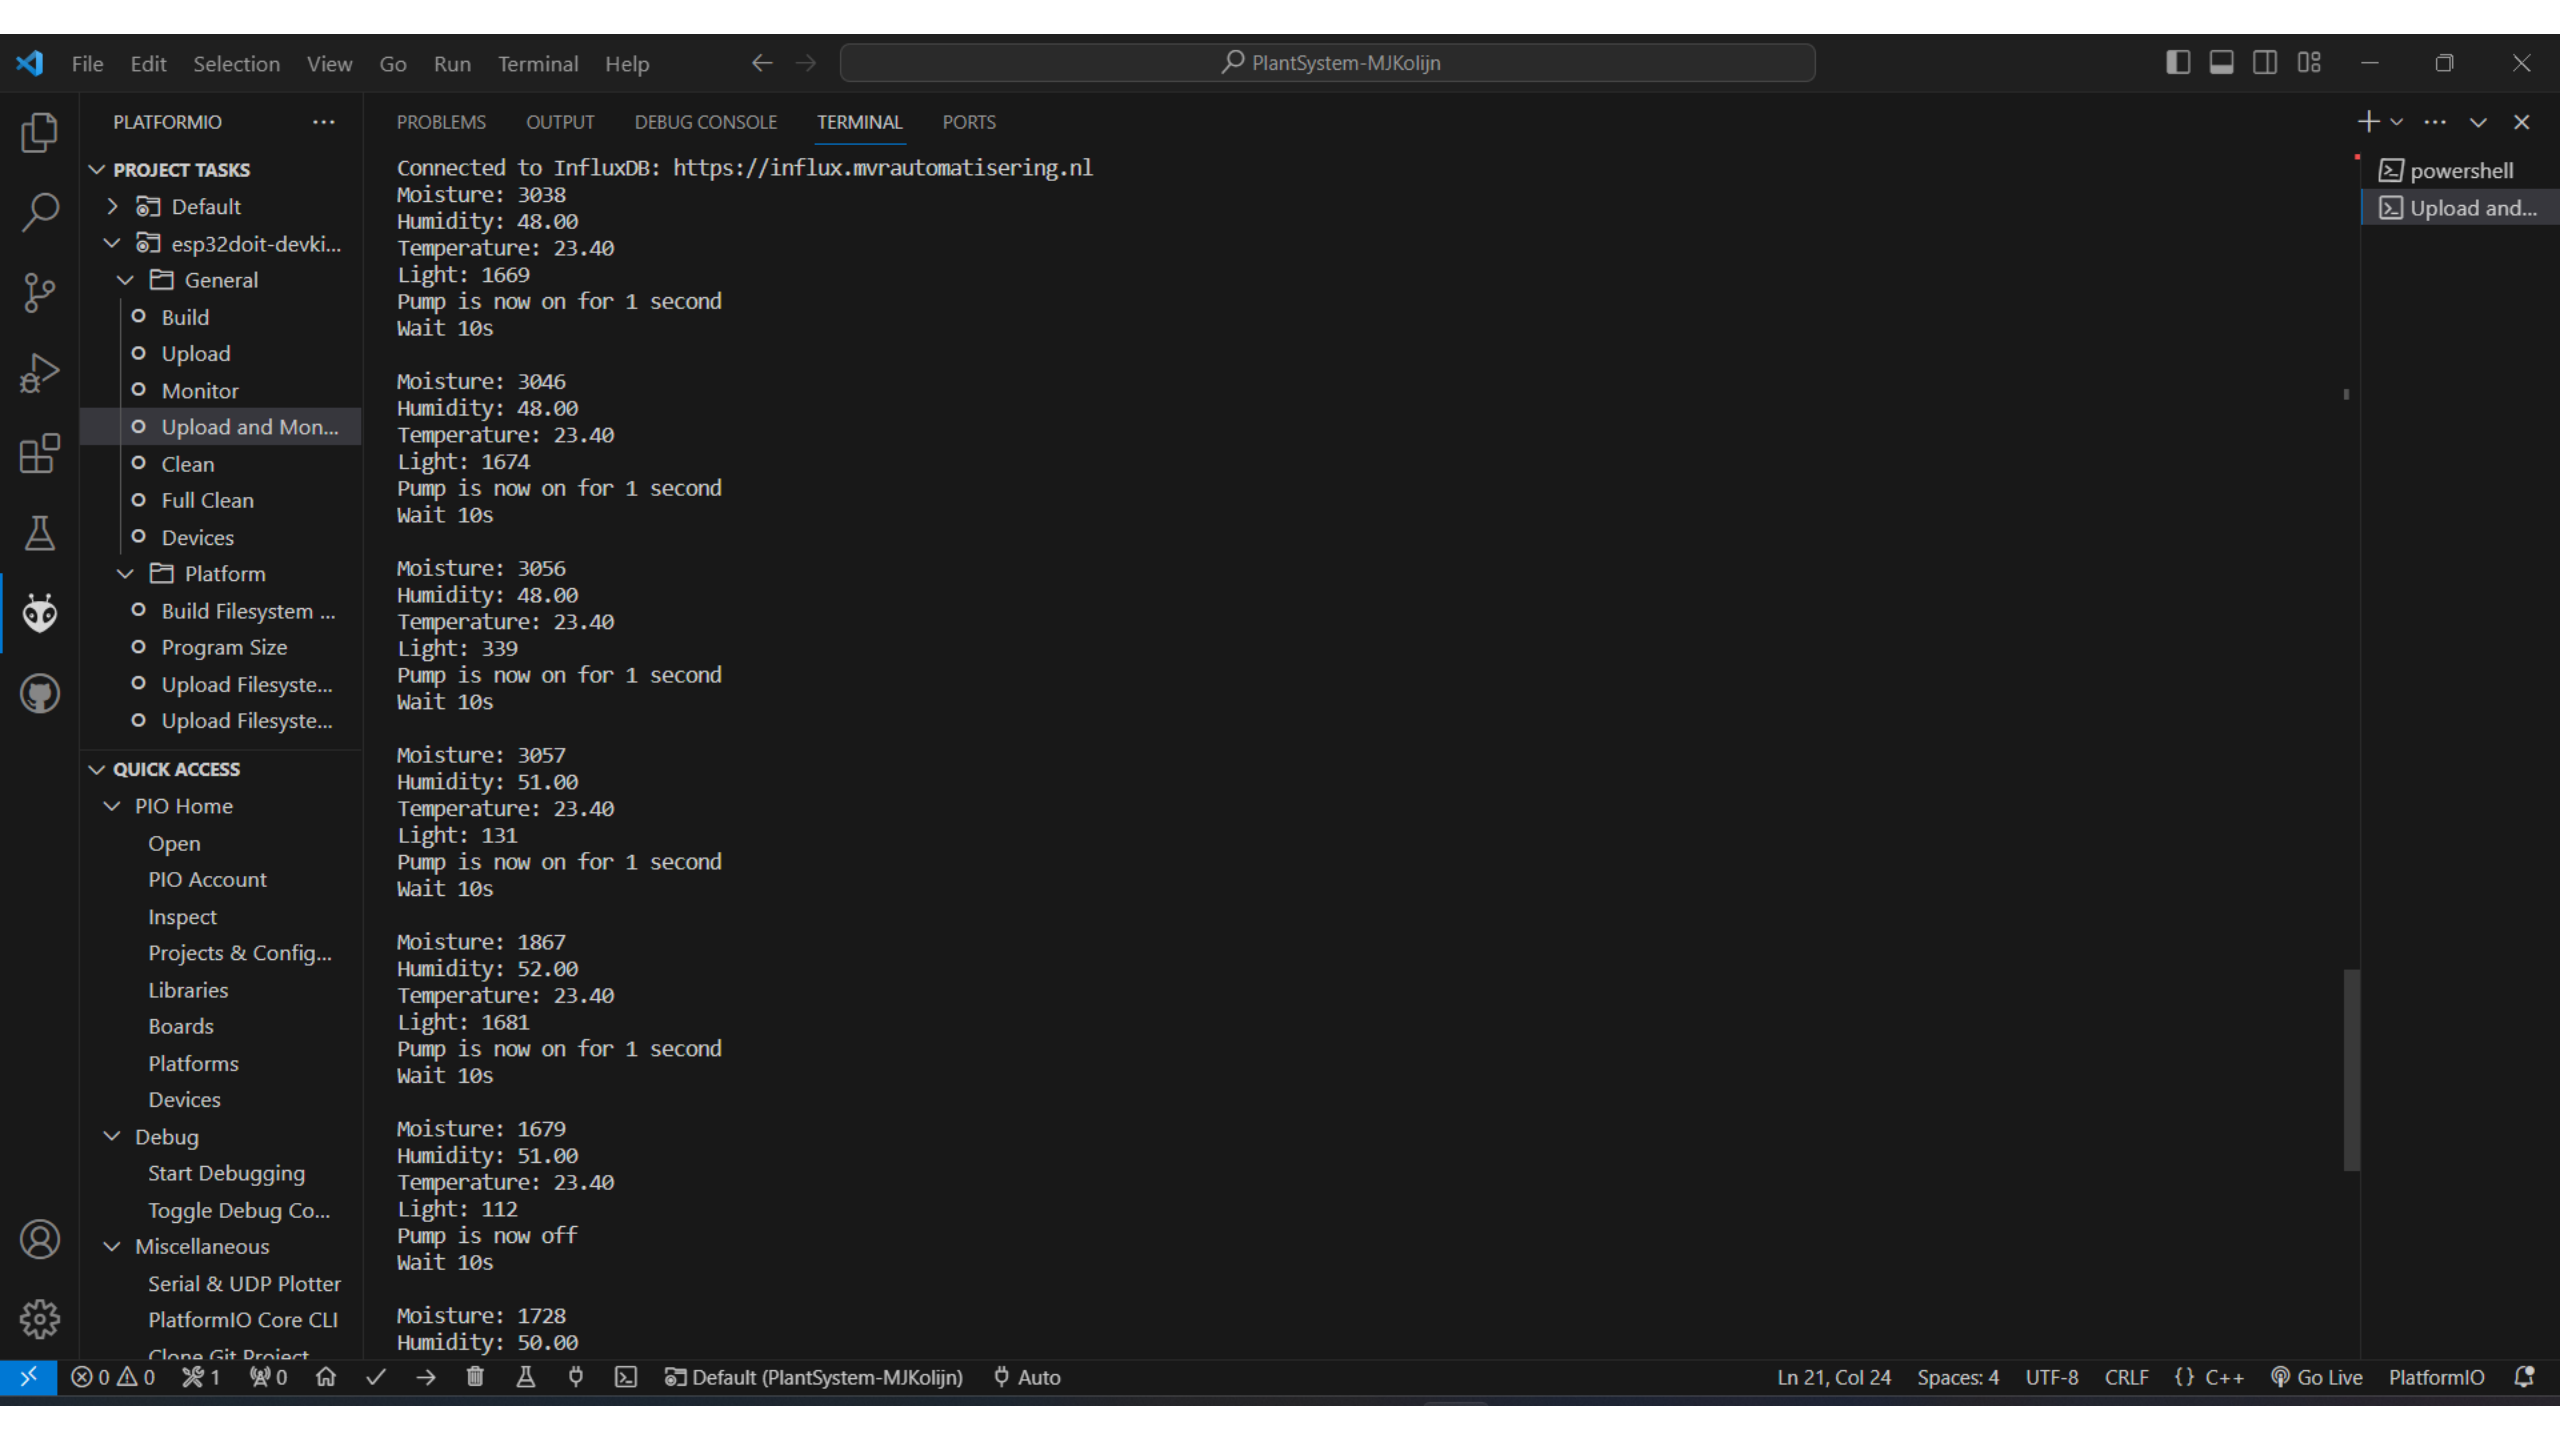 File Edit Selection View Go Run Terminal Help
PlantSystem-MJKolijn
PLATFORMIO
PROJECT TASKS
Default
esp32doit-devki...
General
Build
Upload
Monitor
Upload and Mon...
Clean
Full Clean
Devices
Platform
Build Filesystem ...
Program Size
Upload Filesyste...
Upload Filesyste...
QUICK ACCESS
PIO Home
Open
PIO Account
Inspect
Projects & Config...
Libraries
Boards
Platforms
Devices
Debug
Start Debugging
Toggle Debug Co...
Miscellaneous
Serial & UDP Plotter
PlatformIO Core CLI
Clone Git Project
PROBLEMS OUTPUT DEBUG CONSOLE TERMINAL PORTS
Connected to InfluxDB: https://influx.mvrautomatisering.nl
Moisture: 3038
Humidity: 48.00
Temperature: 23.40
Light: 1669
Pump is now on for 1 second
Wait 10s
Moisture: 3046
Humidity: 48.00
Temperature: 23.40
Light: 1674
Pump is now on for 1 second
Wait 10s
Moisture: 3056
Humidity: 48.00
Temperature: 23.40
Light: 339
Pump is now on for 1 second
Wait 10s
Moisture: 3057
Humidity: 51.00
Temperature: 23.40
Light: 131
Pump is now on for 1 second
Wait 10s
Moisture: 1867
Humidity: 52.00
Temperature: 23.40
Light: 1681
Pump is now on for 1 second
Wait 10s
Moisture: 1679
Humidity: 51.00
Temperature: 23.40
Light: 112
Pump is now off
Wait 10s
Moisture: 1728
Humidity: 50.00
powershell
Upload and...
0 0 1 0 Default (PlantSystem-MJKolijn) Auto Ln 21, Col 24 Spaces: 4 UTF-8 CRLF {} C++ Go Live PlatformIO